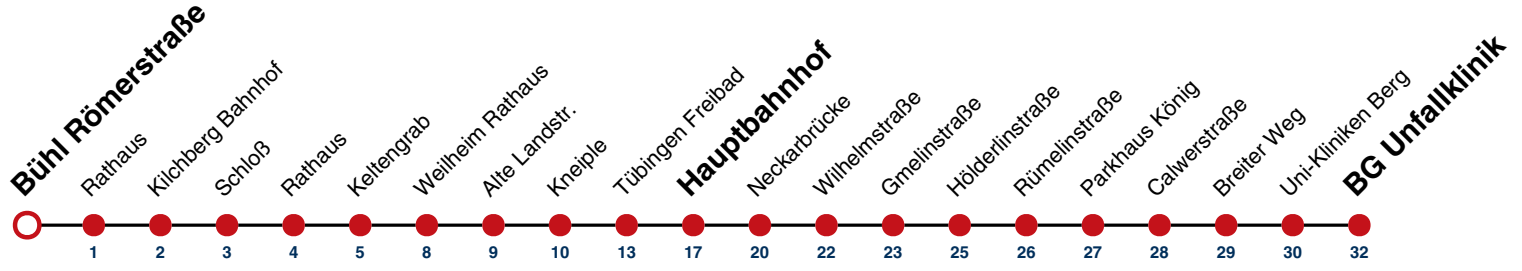 Bühl Römerstraße
Rathaus
Kilchberg Bahnhof
Schloß
Rathaus
Keltengrab
Weilheim Rathaus
Alte Landstr.
Kneiple
Tübingen Freibad
Hauptbahnhof
Neckarbrücke
Wilhelmstraße
Gmelinstraße
Hölderlinstraße
Rümelinstraße
Parkhaus König
Calwerstraße
Breiter Weg
Uni-Kliniken Berg
BG Unfallklinik
1 2 3 4 5 8 9 10 13 17 20 22 23 25 26 27 28 29 30 32